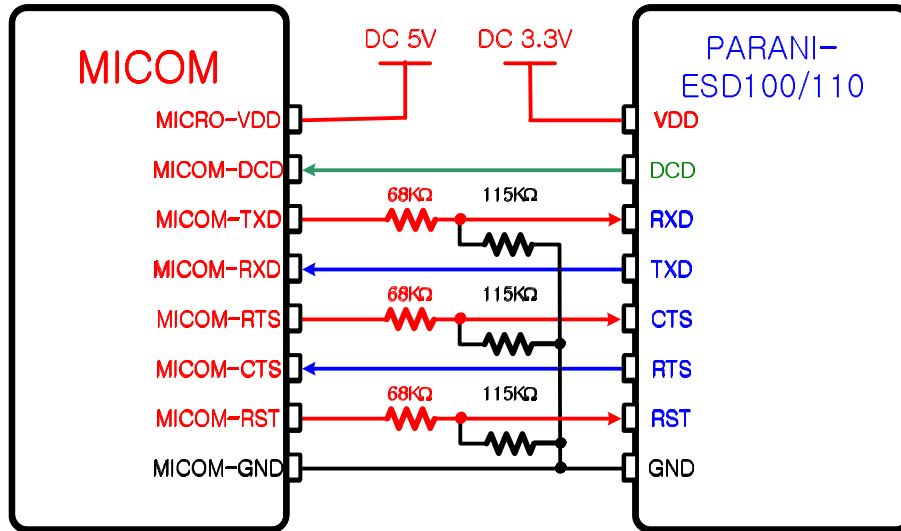 DC 5V
DC 3.3V
MICOM
PARANI-
ESD100/110
MICRO-VDD
VDD
MICOM-DCD
DCD
68KΩ
115KΩ
MICOM-TXD
RXD
MICOM-RXD
TXD
68KΩ
115KΩ
MICOM-RTS
CTS
MICOM-CTS
RTS
68KΩ
115KΩ
MICOM-RST
RST
MICOM-GND
GND